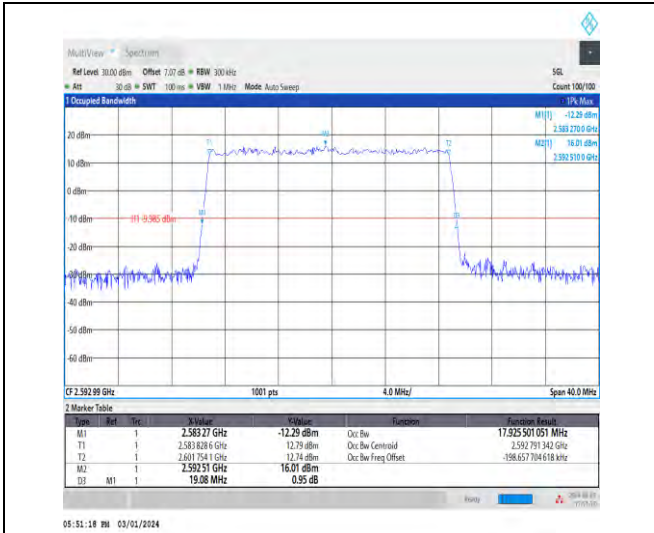 MultiView Spectrum
Ref Level 30.00 dBm Offset 7.07 dB RBW 300 kHz SGL
Att 30 dB SWT 100 ms VBW 1 MHz Mode Auto Sweep Count 100/100
1 Occupied Bandwidth 1Pk Max
M1[1] -12.29 dBm
2.583 270 0 GHz
M2[1] 16.01 dBm
2.592 510 0 GHz
20 dBm
T1 M2 T2
10 dBm
0 dBm
-10 dBm H1 -9.985 dBm M1 D3
-20 dBm
-30 dBm
-40 dBm
-50 dBm
-60 dBm
CF 2.592 99 GHz 1001 pts 4.0 MHz/ Span 40.0 MHz
2 Marker Table
Type Ref Trc X-Value Y-Value Function Function Result
M1 1 2.583 27 GHz -12.29 dBm Occ Bw 17.925 501 051 MHz
T1 1 2.583 828 6 GHz 12.79 dBm Occ Bw Centroid 2.592 791 342 GHz
T2 1 2.601 754 1 GHz 12.74 dBm Occ Bw Freq Offset -198.657 704 618 kHz
M2 1 2.592 51 GHz 16.01 dBm
D3 M1 1 19.08 MHz 0.95 dB
Ready
05:51:18 PM 03/01/2024